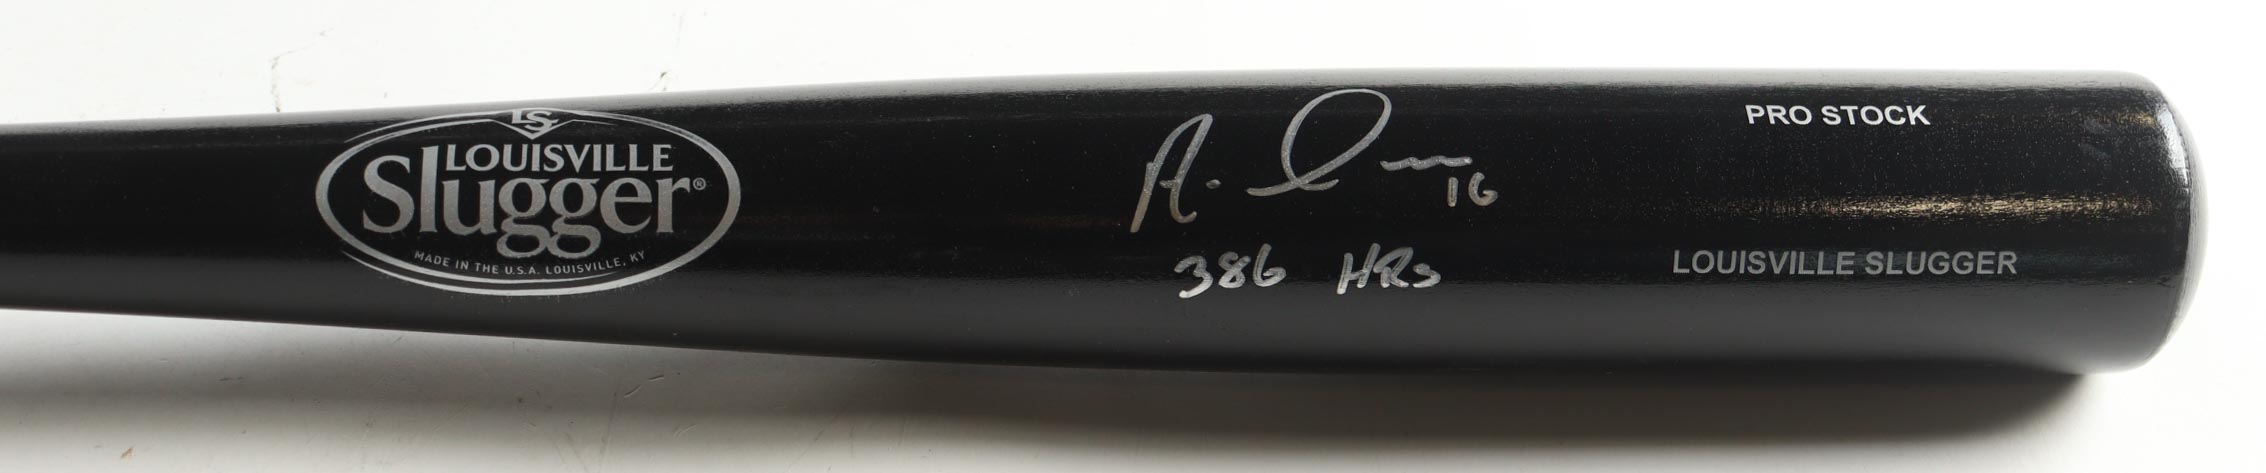 LS
LOUISVILLE
Slugger®
MADE IN THE U.S.A. LOUISVILLE, KY
16
386 HRs
PRO STOCK
LOUISVILLE SLUGGER